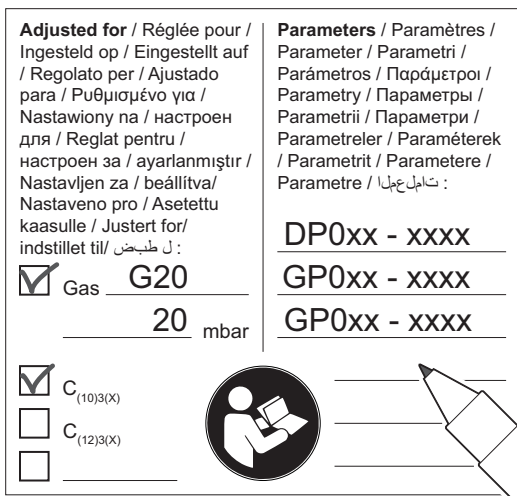 Adjusted for / Réglée pour /
Ingesteld op / Eingestellt auf
/ Regolato per / Ajustado
para / Ρυθμισμένο για /
Nastawiony na / настроен
для / Reglat pentru /
настроен за / ayarlanmıştır /
Nastavljen za / beállítva/
Nastaveno pro / Asetettu
kaasulle / Justert for/
indstillet til/ ل طبض :
Gas G20
20 mbar
C(10)3(X)
C(12)3(X)
Parameters / Paramètres /
Parameter / Parametri /
Parámetros / Παράμετροι /
Parametry / Параметры /
Parametrii / Параметри /
Parametreler / Paraméterek
/ Parametrit / Parametere /
Parametre / تاملعملا :
DP0xx - xxxx
GP0xx - xxxx
GP0xx - xxxx